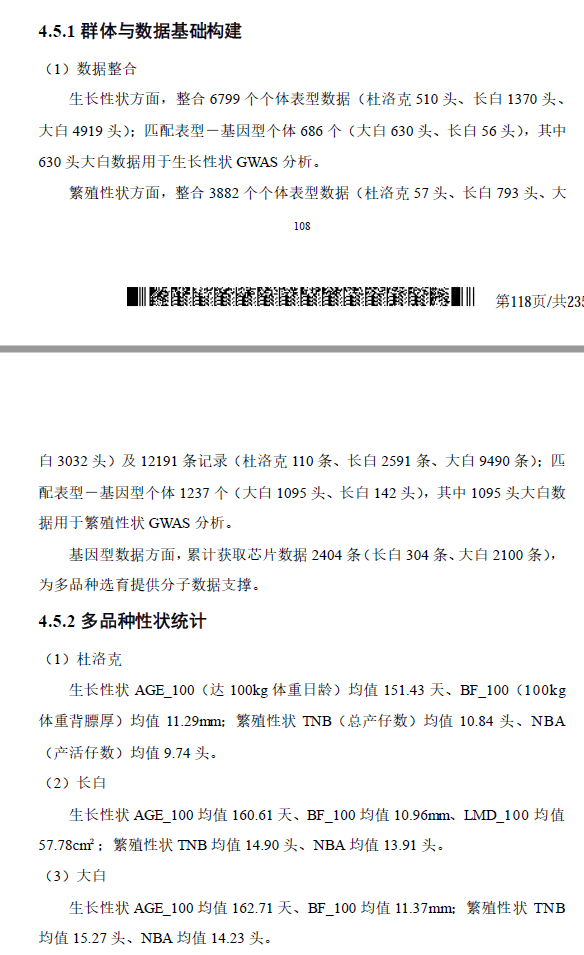 4.5.1 群体与数据基础构建
（1）数据整合
生长性状方面，整合 6799 个个体表型数据（杜洛克 510 头、长白 1370 头、
大白 4919 头）；匹配表型－基因型个体 686 个（大白 630 头、长白 56 头），其中
630 头大白数据用于生长性状 GWAS 分析。
繁殖性状方面，整合 3882 个个体表型数据（杜洛克 57 头、长白 793 头、大
108
第118页/共235
白 3032 头）及 12191 条记录（杜洛克 110 条、长白 2591 条、大白 9490 条）；匹
配表型－基因型个体 1237 个（大白 1095 头、长白 142 头），其中 1095 头大白数
据用于繁殖性状 GWAS 分析。
基因型数据方面，累计获取芯片数据 2404 条（长白 304 条、大白 2100 条），
为多品种选育提供分子数据支撑。
4.5.2 多品种性状统计
（1）杜洛克
生长性状 AGE_100（达 100kg 体重日龄）均值 151.43 天、BF_100（100kg
体重背膘厚）均值 11.29mm；繁殖性状 TNB（总产仔数）均值 10.84 头、NBA
（产活仔数）均值 9.74 头。
（2）长白
生长性状 AGE_100 均值 160.61 天、BF_100 均值 10.96mm、LMD_100 均值
57.78cm²；繁殖性状 TNB 均值 14.90 头、NBA 均值 13.91 头。
（3）大白
生长性状 AGE_100 均值 162.71 天、BF_100 均值 11.37mm；繁殖性状 TNB
均值 15.27 头、NBA 均值 14.23 头。